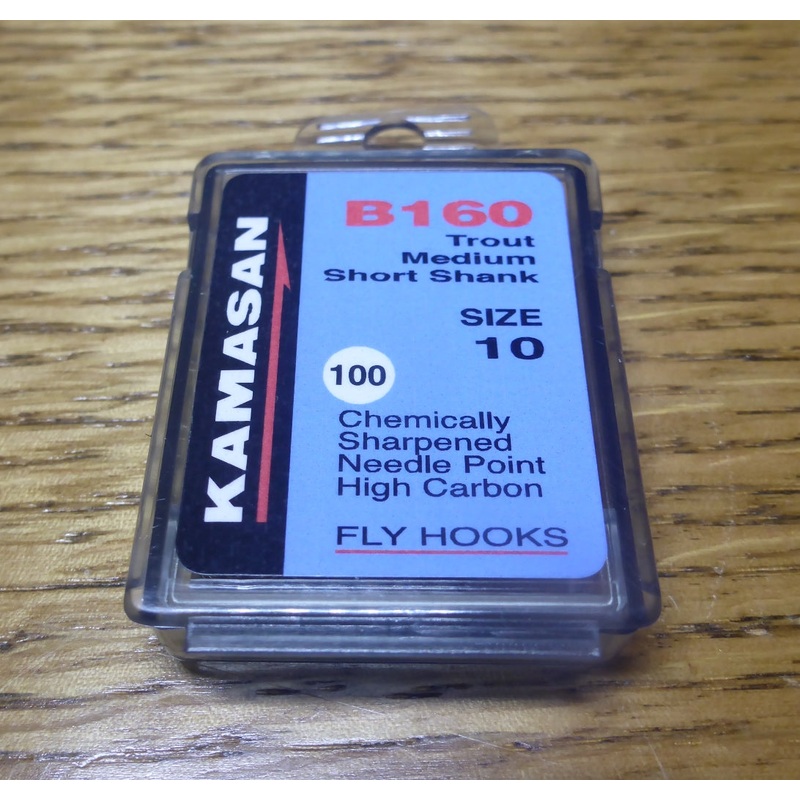 KAMASAN
B160
Trout
Medium
Short Shank
SIZE
10
100
Chemically
Sharpened
Needle Point
High Carbon
FLY HOOKS